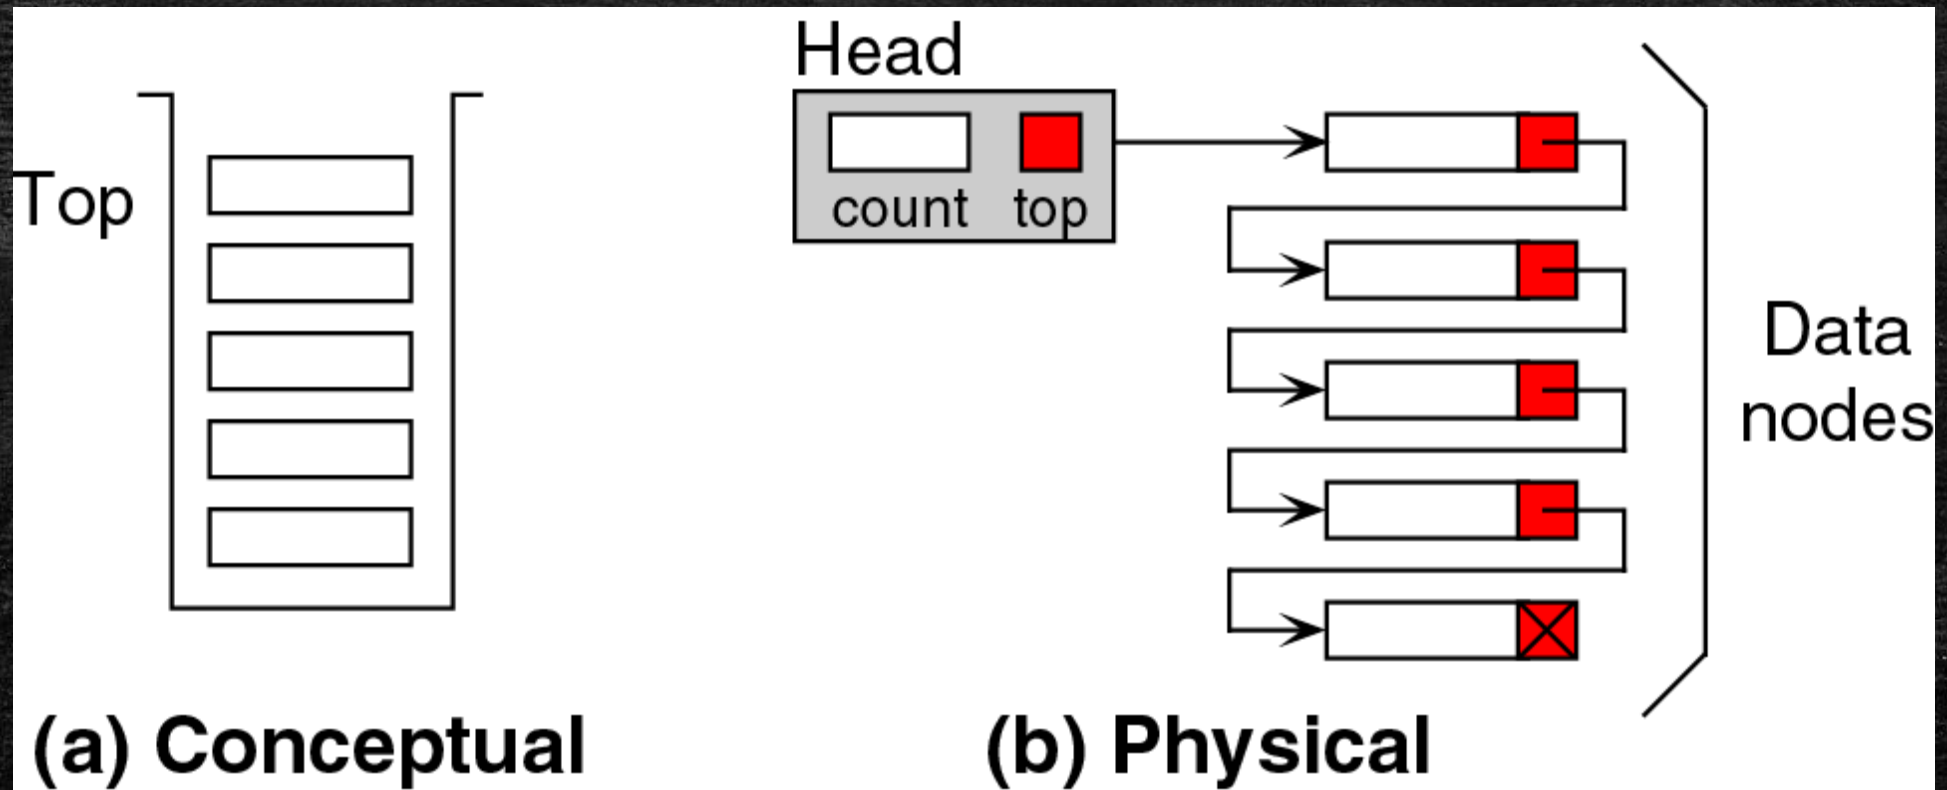 Head
Top
count top
Data
nodes
(a) Conceptual
(b) Physical